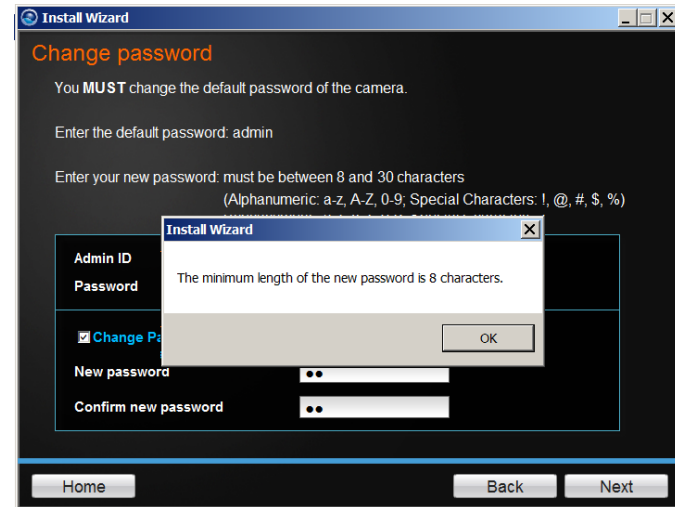 Install Wizard
Change password
You MUST change the default password of the camera.
Enter the default password: admin
Enter your new password: must be between 8 and 30 characters
(Alphanumeric: a-z, A-Z, 0-9; Special Characters: !, @, #, $, %)
Install Wizard
Admin ID
The minimum length of the new password is 8 characters.
Password
OK
Change Pa
New password
Confirm new password
Home Back Next